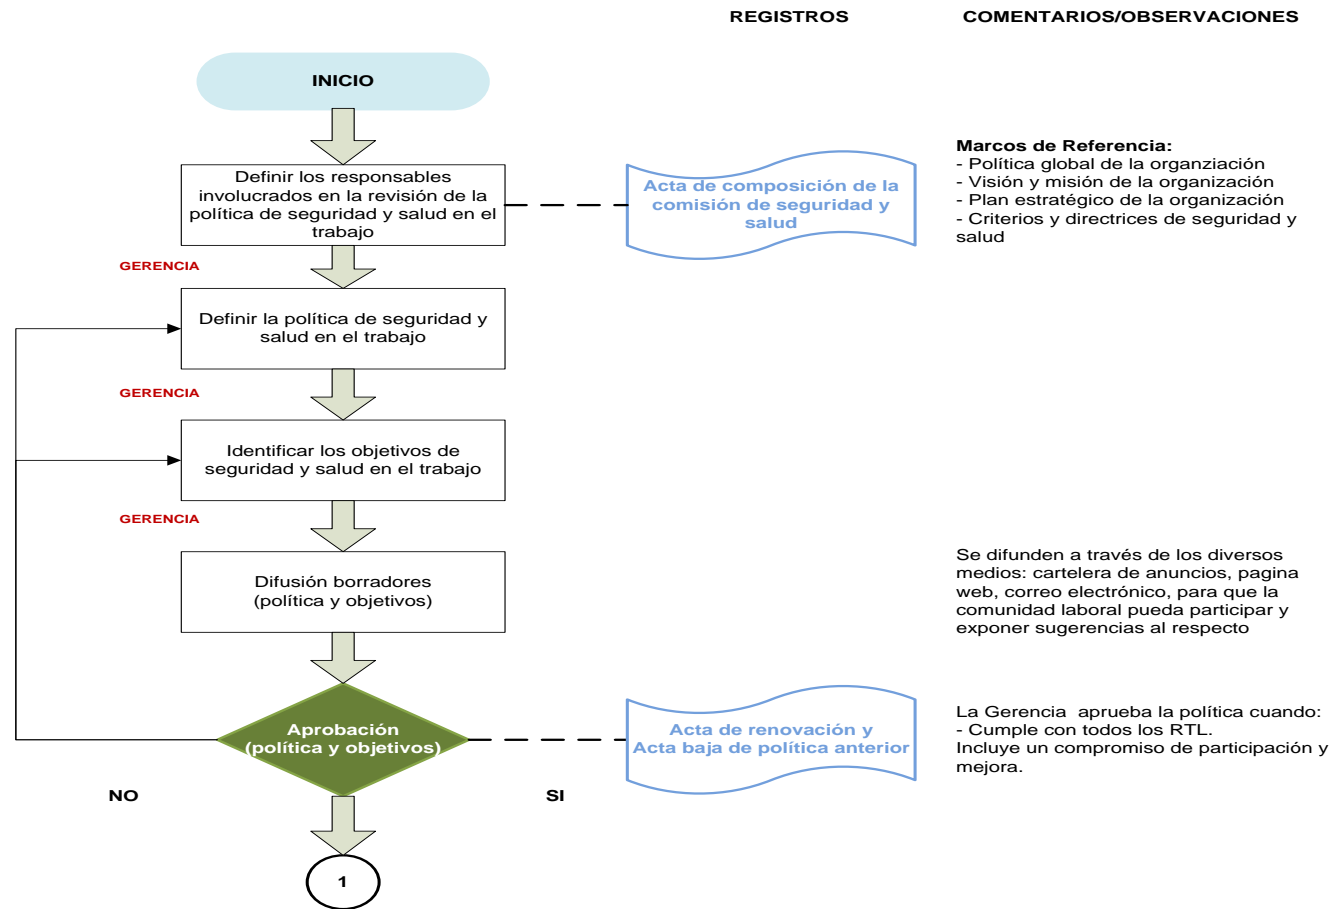 REGISTROS
COMENTARIOS/OBSERVACIONES
INICIO
Definir los responsables
involucrados en la revisión de la
política de seguridad y salud en el
trabajo
Acta de composición de la
comisión de seguridad y
salud
Marcos de Referencia:
- Política global de la organziación
- Visión y misión de la organización
- Plan estratégico de la organización
- Criterios y directrices de seguridad y
salud
GERENCIA
Definir la política de seguridad y
salud en el trabajo
GERENCIA
Identificar los objetivos de
seguridad y salud en el trabajo
GERENCIA
Difusión borradores
(política y objetivos)
Se difunden a través de los diversos
medios: cartelera de anuncios, pagina
web, correo electrónico, para que la
comunidad laboral pueda participar y
exponer sugerencias al respecto
Aprobación
(política y objetivos)
Acta de renovación y
Acta baja de política anterior
La Gerencia  aprueba la política cuando:
- Cumple con todos los RTL.
Incluye un compromiso de participación y
mejora.
NO
SI
1